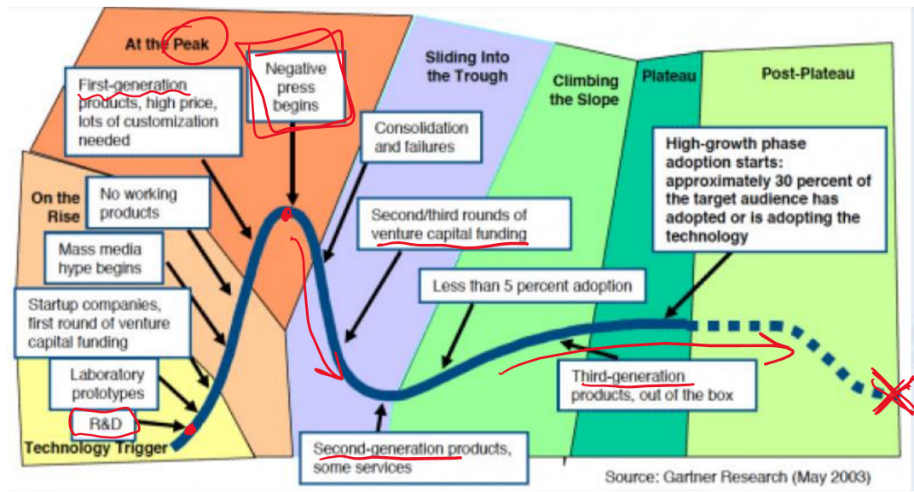 At the Peak
First-generation
products, high price,
lots of customization
needed
Negative
press
begins
Sliding Into
the Trough
Climbing
the Slope
Plateau
Post-Plateau
Consolidation
and failures
High-growth phase
adoption starts:
approximately 30 percent of
the target audience has
adopted or is adopting the
technology
On the
Rise
No working
products
Second/third rounds of
venture capital funding
Mass media
hype begins
Less than 5 percent adoption
Startup companies,
first round of venture
capital funding
Laboratory
prototypes
Third-generation
products, out of the box
R&D
Technology Trigger
Second-generation products,
some services
Source: Gartner Research (May 2003)